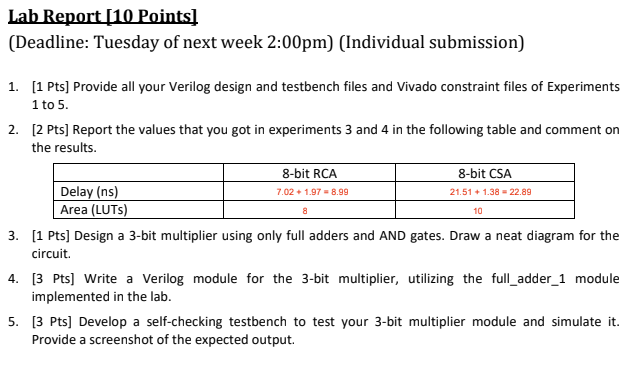 Lab Report [10 Points]
(Deadline: Tuesday of next week 2:00pm) (Individual submission)
1. [1 Pts] Provide all your Verilog design and testbench files and Vivado constraint files of Experiments
1 to 5.
2. [2 Pts] Report the values that you got in experiments 3 and 4 in the following table and comment on
the results.
8-bit RCA 8-bit CSA
Delay (ns) 7.02 + 1.97 = 8.99 21.51 + 1.38 = 22.89
Area (LUTs) 8 10
3. [1 Pts] Design a 3-bit multiplier using only full adders and AND gates. Draw a neat diagram for the
circuit.
4. [3 Pts] Write a Verilog module for the 3-bit multiplier, utilizing the full_adder_1 module
implemented in the lab.
5. [3 Pts] Develop a self-checking testbench to test your 3-bit multiplier module and simulate it.
Provide a screenshot of the expected output.